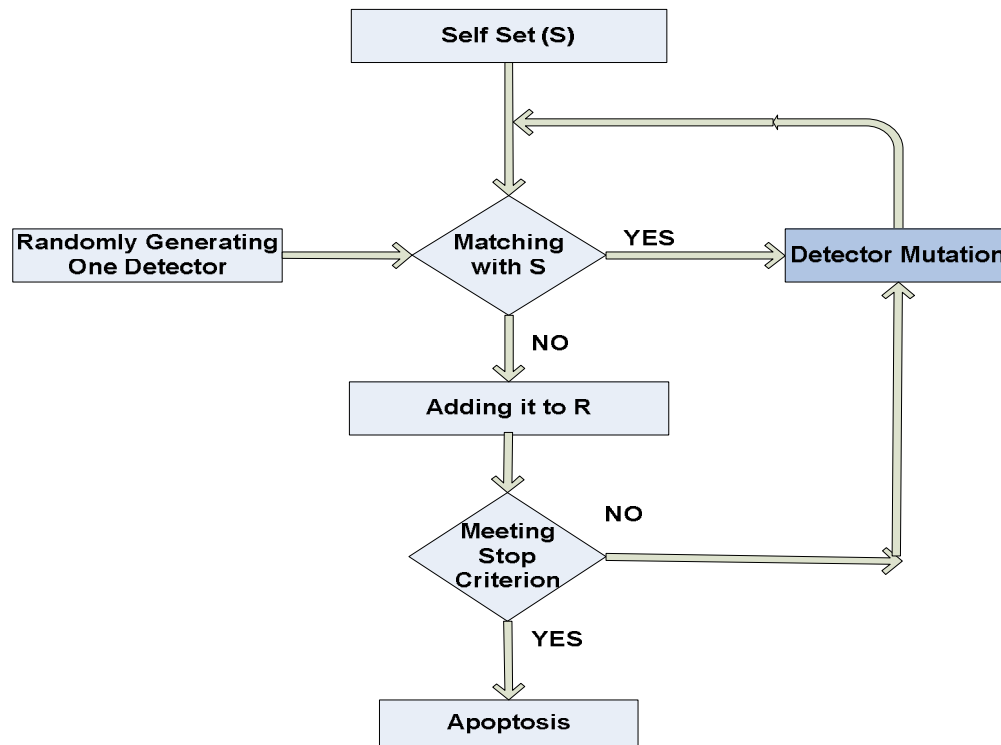 Self Set (S)
Randomly Generating
One Detector
Matching
with S
YES
Detector Mutation
NO
Adding it to R
Meeting
Stop
Criterion
NO
YES
Apoptosis